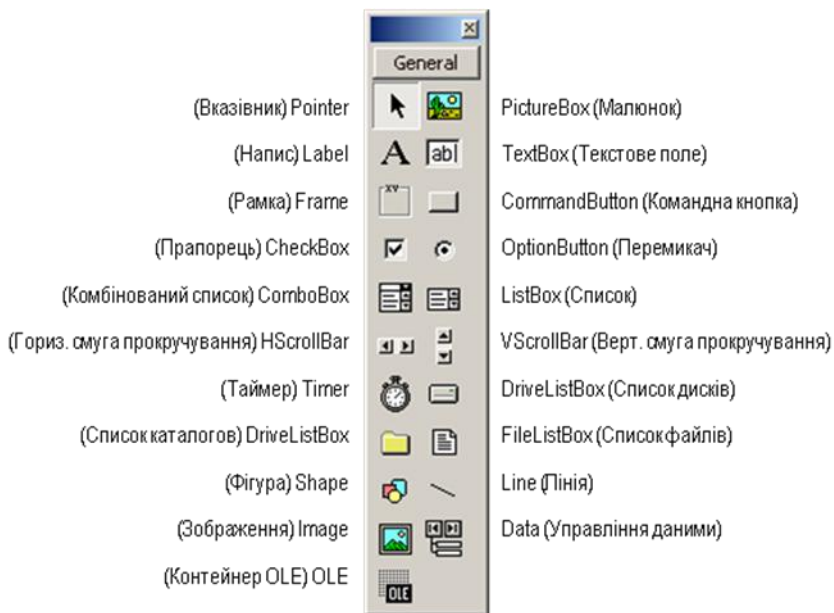 General
(Вказівник) Pointer
PictureBox (Малюнок)
(Напис) Label
A
abl
TextBox (Текстове поле)
(Рамка) Frame
XY
CommandButton (Командна кнопка)
(Прапорець) CheckBox
OptionButton (Перемикач)
(Комбінований список) ComboBox
ListBox (Список)
(Гориз. смуга прокручування) HScrollBar
VScrollBar (Верт. смуга прокручування)
(Таймер) Timer
DriveListBox (Список дисків)
(Список каталогов) DriveListBox
FileListBox (Список файлів)
(Фігура) Shape
Line (Лінія)
(Зображення) Image
Data (Управління даними)
(Контейнер OLE) OLE
OLE